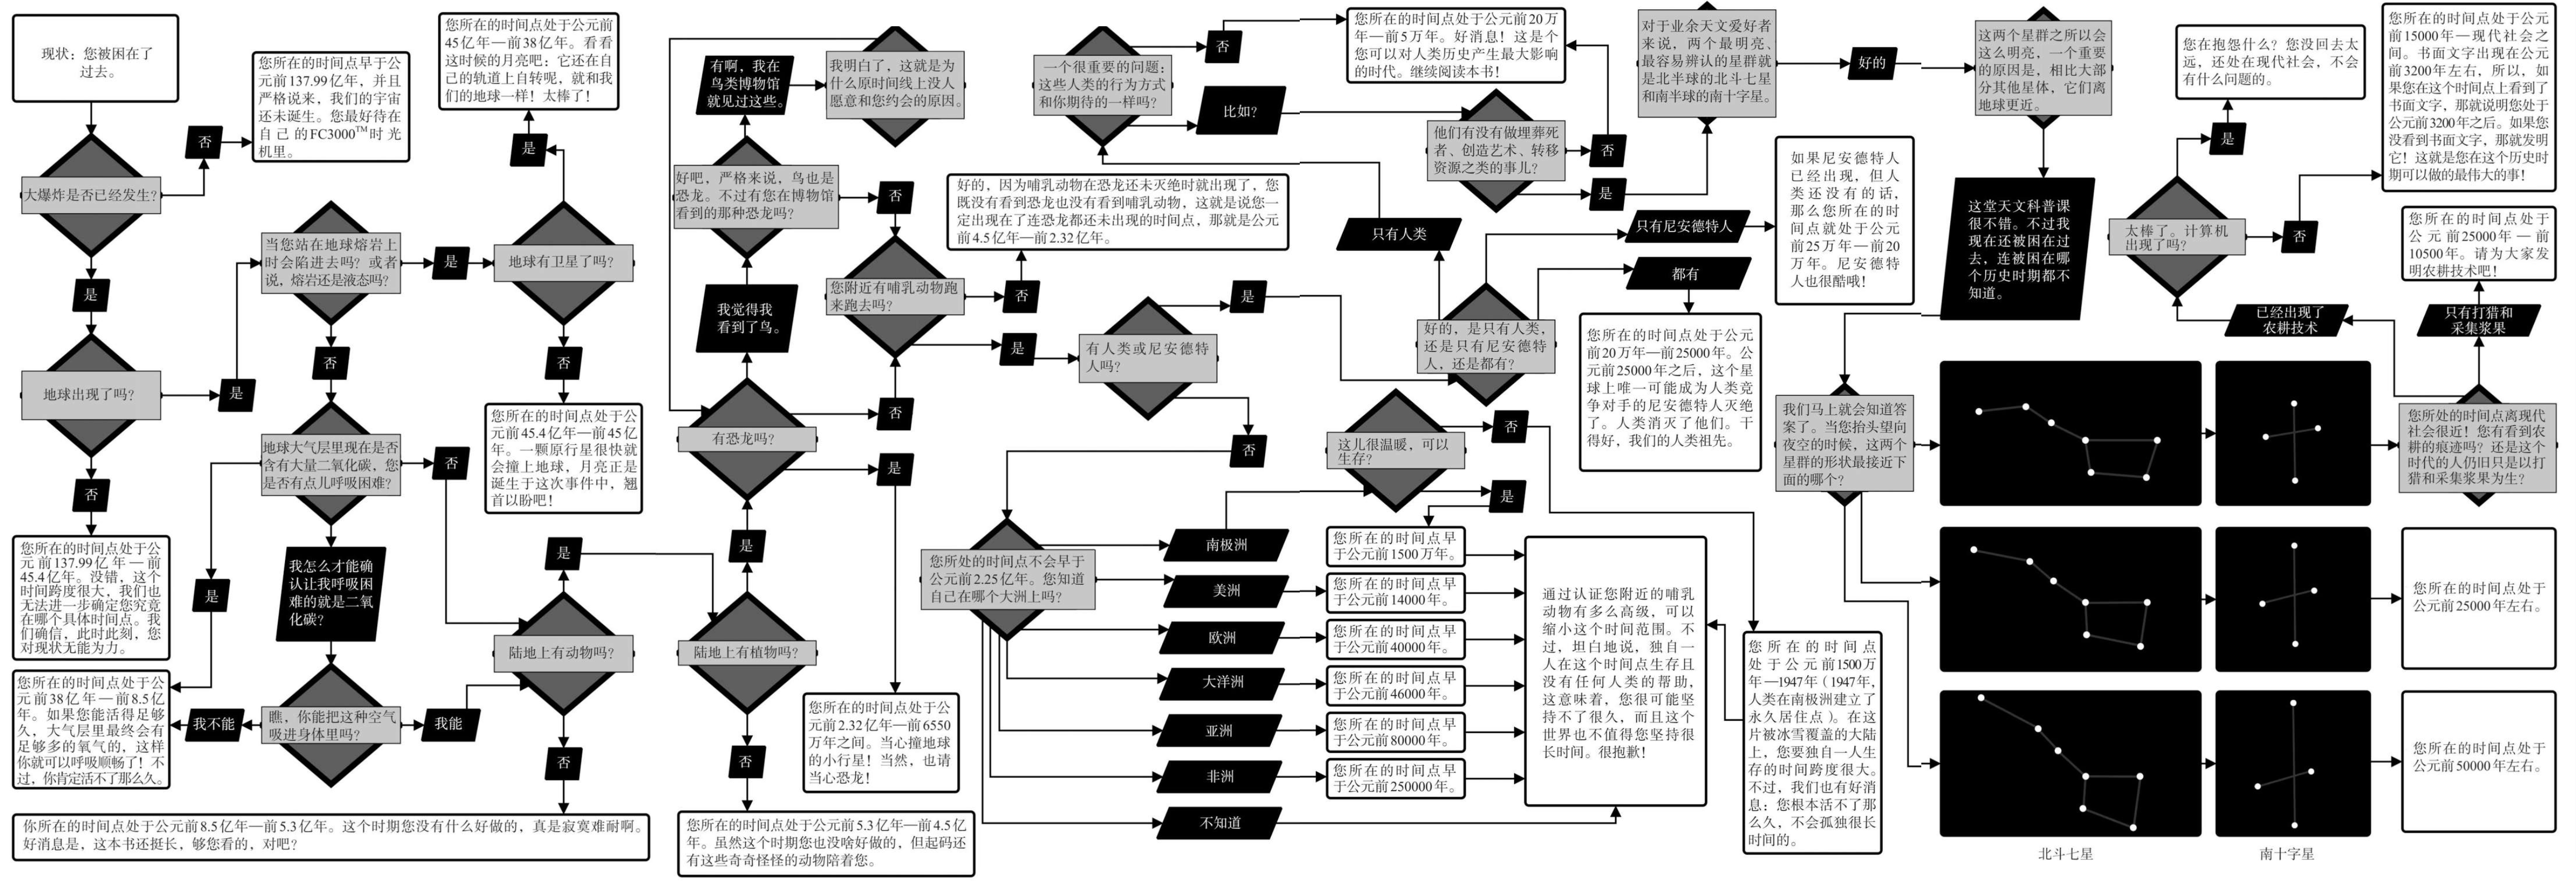 现状：您被困在了
过去。
大爆炸是否已经发生？
否
您所在的时间点早于公
元前137.99亿年，并且
严格说来，我们的宇宙
还未诞生。您最好待在
自己的FC3000™时光
机里。
是
地球出现了吗？
否
您所在的时间点处于公
元前137.99亿年—前
45.4亿年。没错，这个
时间跨度很大，我们也
无法进一步确定您究竟
在哪个具体时间点。我
们确信，此时此刻，您
对现状无能为力。
是
当您站在地球熔岩上
时会陷进去吗？或者
说，熔岩还是液态吗？
是
地球有卫星了吗？
是
您所在的时间点处于公元前
45亿年—前38亿年。看看
这时候的月亮吧：它还在自
己的轨道上自转呢，就和我
们的地球一样！太棒了！
否
您所在的时间点处于公
元前45.4亿年—前45亿
年。一颗原行星很快就
会撞上地球，月亮正是
诞生于这次事件中，翘
首以盼吧！
否
地球大气层里现在是否
含有大量二氧化碳，您
是否有点儿呼吸困难？
否
是
您所在的时间点处于公
元前38亿年—前8.5亿
年。如果您能活得足够
久，大气层里最终会有
足够多的氧气的，这样
你就可以呼吸顺畅了！不
过，你肯定活不了那么久。
我怎么才能确
认让我呼吸困
难的就是二氧
化碳？
瞧，你能把这种空气
吸进身体里吗？
我不能
我能
陆地上有动物吗？
是
否
你所在的时间点处于公元前8.5亿年—前5.3亿年。这个时期您没有什么好做的，真是寂寞难耐啊。
好消息是，这本书还挺长，够您看的，对吧？
陆地上有植物吗？
是
否
您所在的时间点处于公元前5.3亿年—前4.5亿
年。虽然这个时期您也没啥好做的，但起码还
有这些奇奇怪怪的动物陪着您。
有恐龙吗？
是
您所在的时间点处于公
元前2.32亿年—前6550
万年之间。当心撞地球
的小行星！当然，也请
当心恐龙！
否
我觉得我
看到了鸟。
好吧，严格来说，鸟也是
恐龙。不过有您在博物馆
看到的那种恐龙吗？
否
有啊，我在
鸟类博物馆
就见过这些。
我明白了，这就是为
什么原时间线上没人
愿意和您约会的原因。
您附近有哺乳动物跑
来跑去吗？
否
好的，因为哺乳动物在恐龙还未灭绝时就出现了，您
既没有看到恐龙也没有看到哺乳动物，这就是说您一
定出现在了连恐龙都还未出现的时间点，那就是公元
前4.5亿年—前2.32亿年。
是
有人类或尼安德特
人吗？
是
否
好的，是只有人类，
还是只有尼安德特
人，还是都有？
只有人类
只有尼安德特人
如果尼安德特人
已经出现，但人
类还没有的话，
那么您所在的时
间点就处于公元
前25万年—前20
万年。尼安德特
人也很酷哦！
都有
您所在的时间点处于公元
前20万年—前25000年。公
元前25000年之后，这个星
球上唯一可能成为人类竞
争对手的尼安德特人灭绝
了。人类消灭了他们。干
得好，我们的人类祖先。
一个很重要的问题：
这些人类的行为方式
和你期待的一样吗？
否
您所在的时间点处于公元前20万
年—前5万年。好消息！这是个
您可以对人类历史产生最大影响
的时代。继续阅读本书！
比如？
他们有没有做埋葬死
者、创造艺术、转移
资源之类的事儿？
否
是
对于业余天文爱好者
来说，两个最明亮、
最容易辨认的星群就
是北半球的北斗七星
和南半球的南十字星。
好的
这两个星群之所以会
这么明亮，一个重要
的原因是，相比大部
分其他星体，它们离
地球更近。
这堂天文科普课
很不错。不过我
现在还被困在过
去，连被困在哪
个历史时期都不
知道。
我们马上就会知道答
案了。当您抬头望向
夜空的时候，这两个
星群的形状最接近下
面的哪个？
您所处的时间点离现代
社会很近！您有看到农
耕的痕迹吗？还是这个
时代的人仍旧只是以打
猎和采集浆果为生？
只有打猎和
采集浆果
您所在的时间点处于
公元前25000年—前
10500年。请为大家发
明农耕技术吧！
已经出现了
农耕技术
太棒了。计算机
出现了吗？
是
您在抱怨什么？您没回去太
远，还处在现代社会，不会
有什么问题的。
否
您所在的时间点处于公元
前15000年—现代社会之
间。书面文字出现在公元
前3200年左右，所以，如
果您在这个时间点上看到了
书面文字，那就说明您处于
公元前3200年之后。如果您
没看到书面文字，那就发明
它！这就是您在这个历史时
期可以做的最伟大的事！
您所在的时间点处于
公元前25000年左右。
您所在的时间点处于
公元前50000年左右。
北斗七星
南十字星
您所处的时间点不会早于
公元前2.25亿年。您知道
自己在哪个大洲上吗？
南极洲
这儿很温暖，可以
生存？
否
是
您所在的时间点早
于公元前1500万年。
美洲
您所在的时间点早
于公元前14000年。
欧洲
您所在的时间点早
于公元前40000年。
大洋洲
您所在的时间点早
于公元前46000年。
亚洲
您所在的时间点早
于公元前80000年。
非洲
您所在的时间点早
于公元前250000年。
不知道
通过认证您附近的哺乳
动物有多么高级，可以
缩小这个时间范围。不
过，坦白地说，独自一
人在这个时间点生存且
没有任何人类的帮助，
这意味着，您很可能坚
持不了很久，而且这个
世界也不值得您坚持很
长时间。很抱歉！
您所在的时间点
处于公元前1500万
年—1947年（1947年，
人类在南极洲建立了
永久居住点）。在这
片被冰雪覆盖的大陆
上，您要独自一人生
存的时间跨度很大。
不过，我们也有好消
息：您根本活不了那
么久，不会孤独很长
时间的。